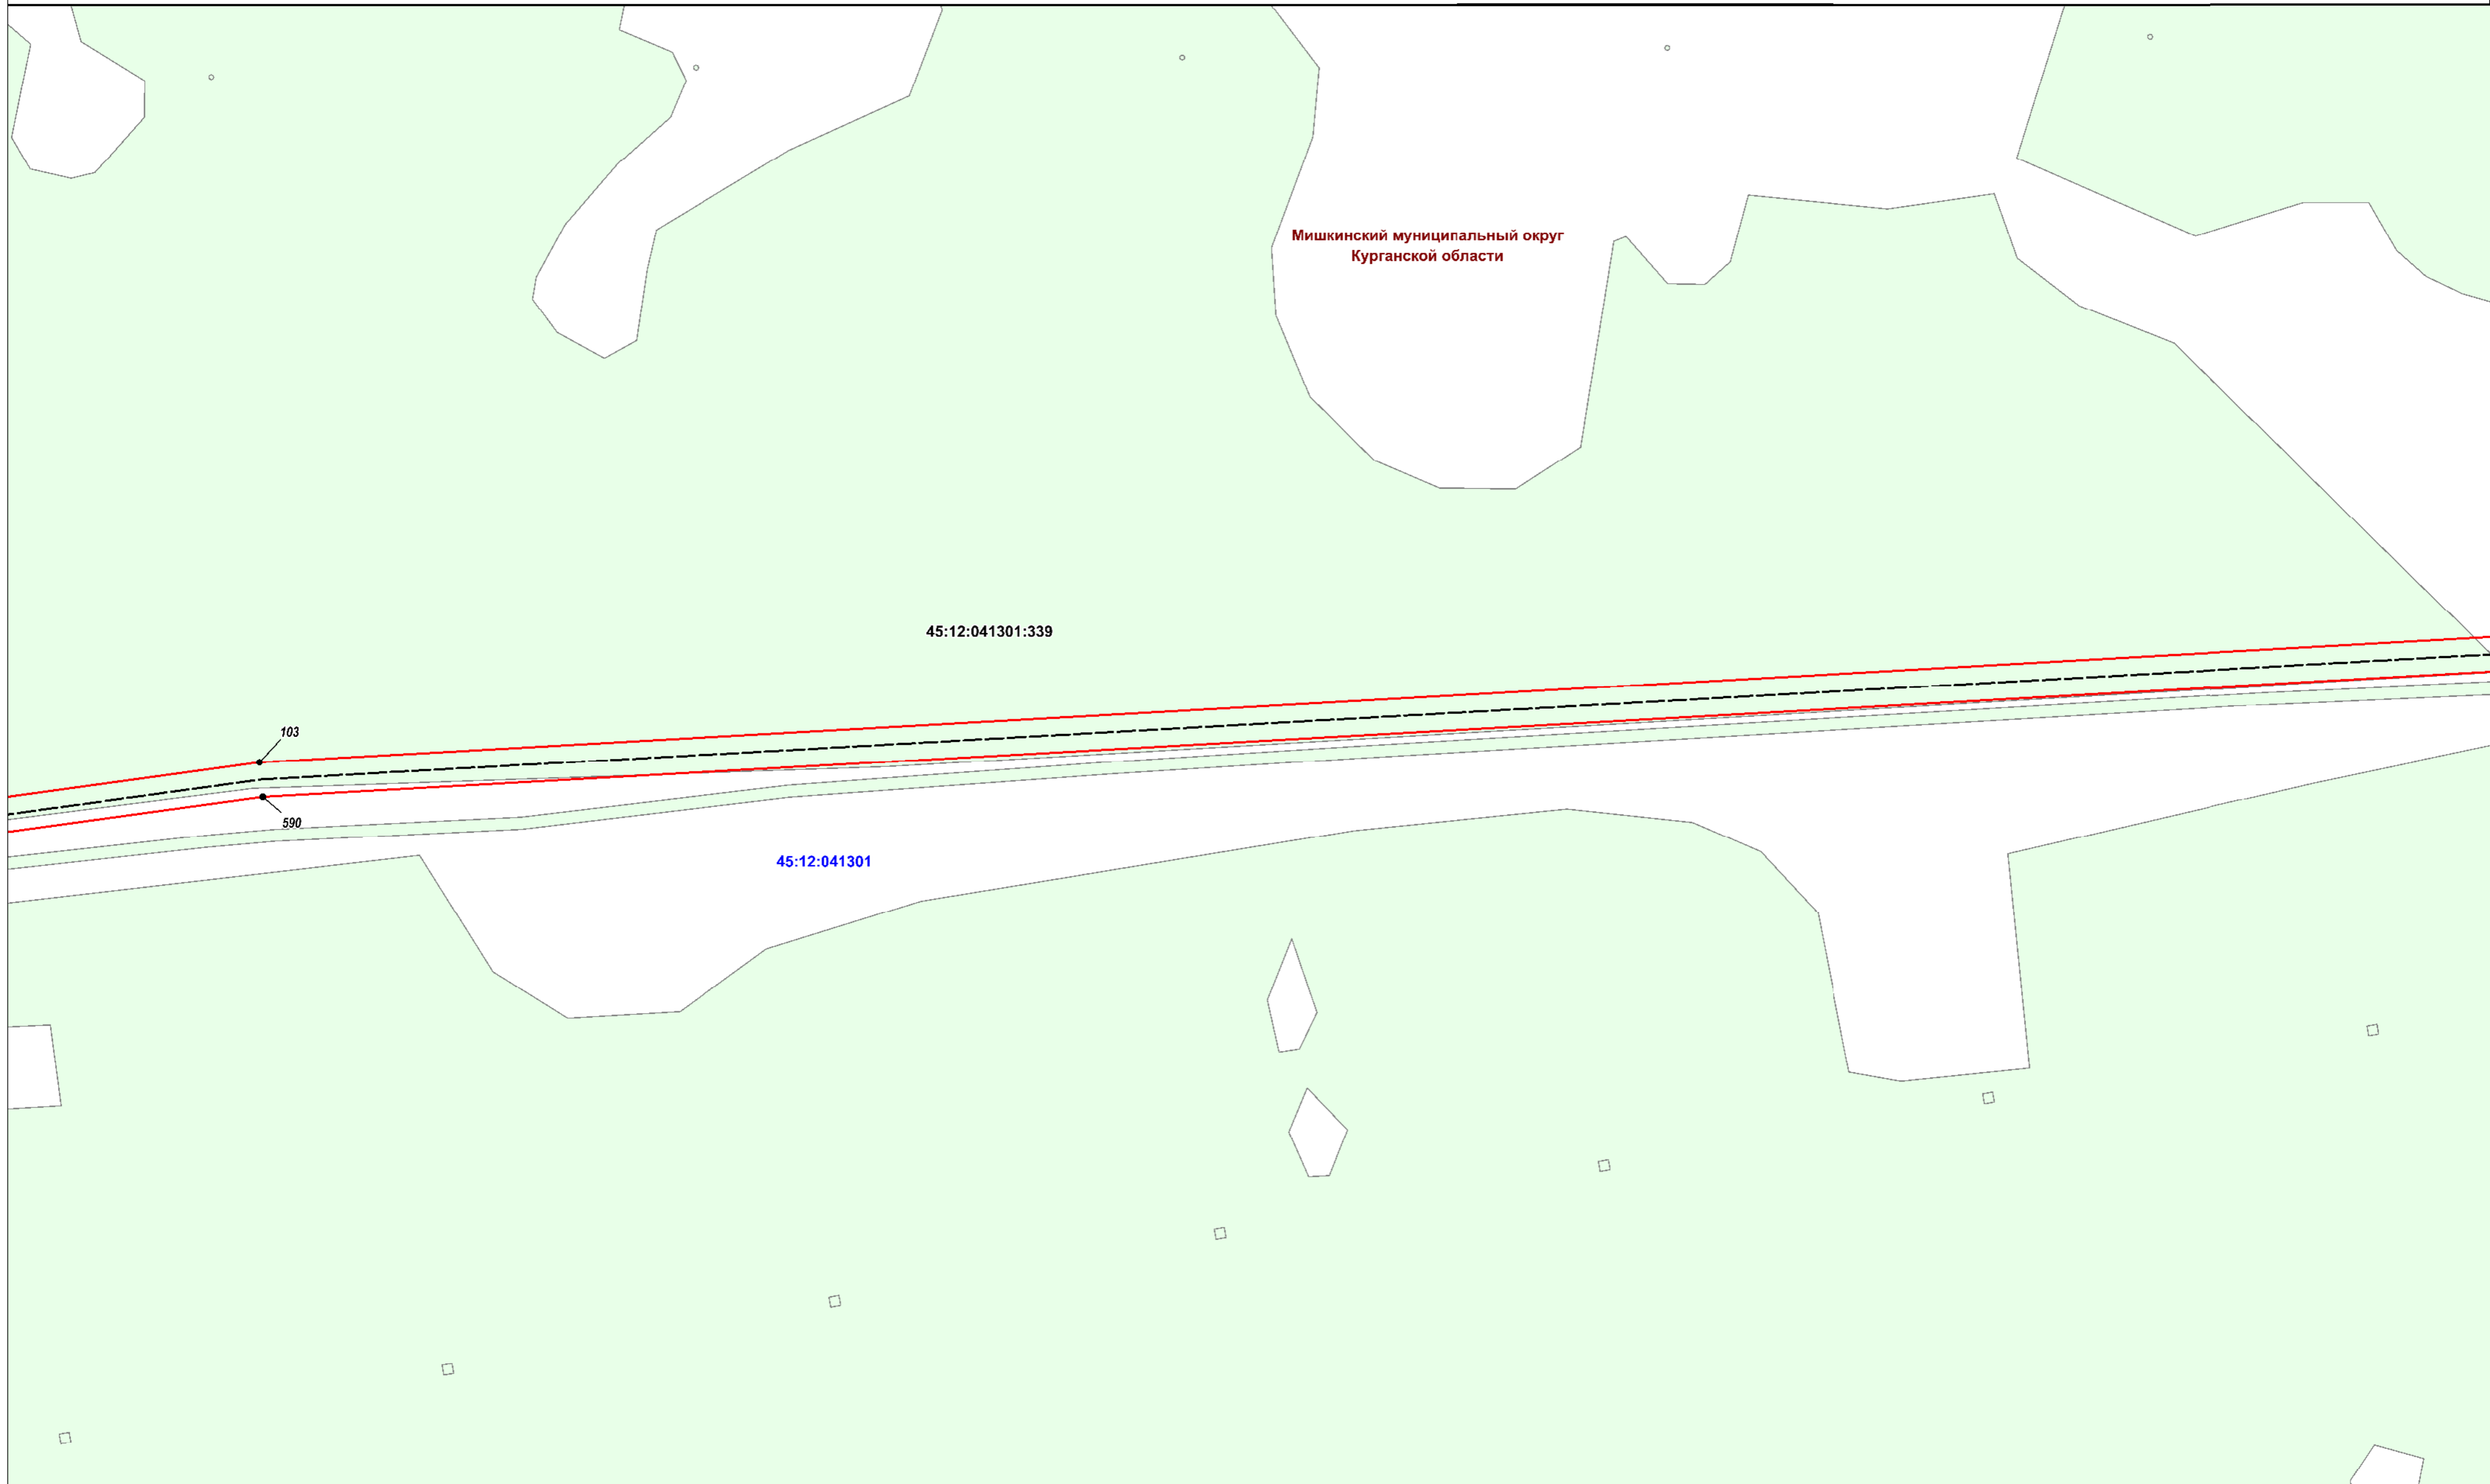 Мишкинский муниципальный округ
Курганской области
45:12:041301:339
103
590
45:12:041301